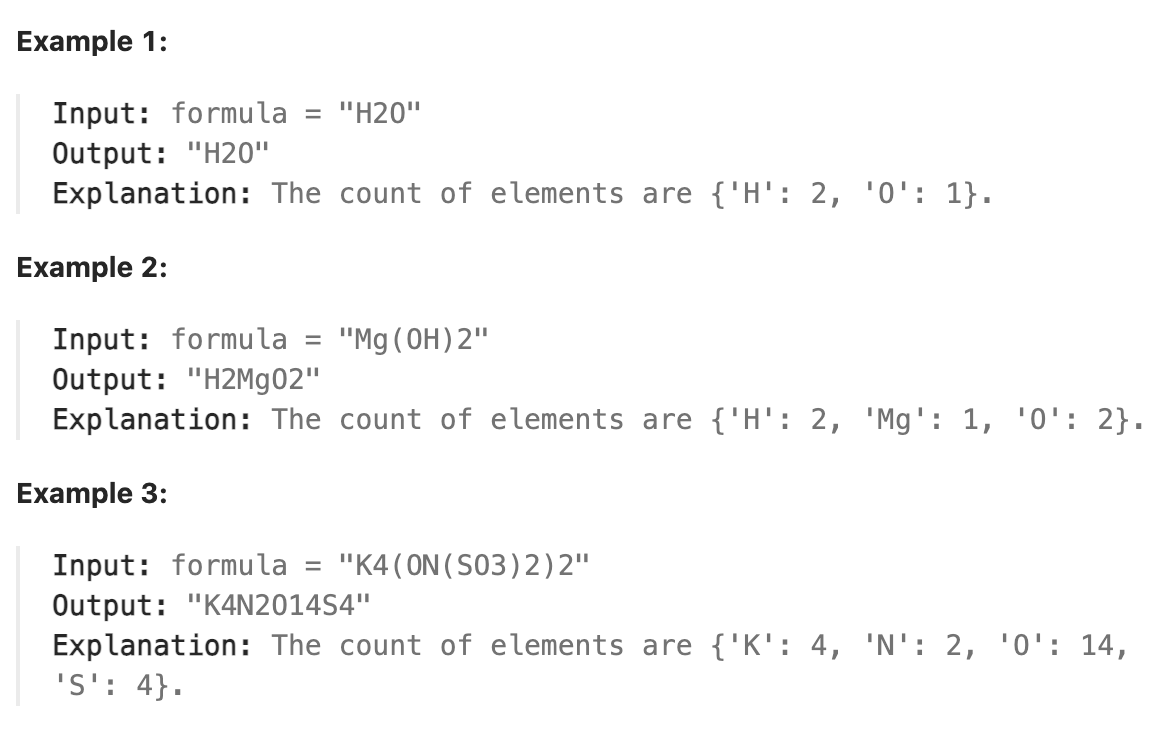 Example 1:
Input: formula = "H2O"
Output: "H2O"
Explanation: The count of elements are {'H': 2, 'O': 1}.
Example 2:
Input: formula = "Mg(OH)2"
Output: "H2MgO2"
Explanation: The count of elements are {'H': 2, 'Mg': 1, 'O': 2}.
Example 3:
Input: formula = "K4(ON(SO3)2)2"
Output: "K4N2O14S4"
Explanation: The count of elements are {'K': 4, 'N': 2, 'O': 14,
'S': 4}.